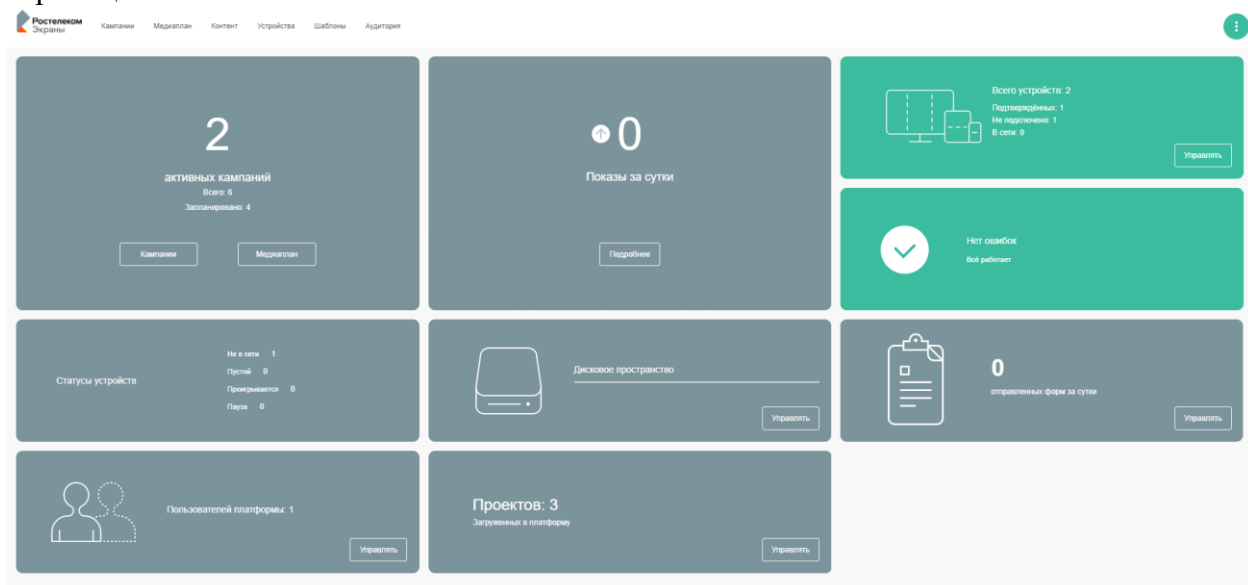 Ростелеком
Экраны
Кампании Медиаплан Контент Устройства Шаблоны Аудитория
2
активных кампаний
Всего: 6
Запланировано: 4
Кампании Медиаплан
0
Показы за сутки
Подробнее
Всего устройств: 2
Подтверждённых: 1
Не подключено: 1
В сети: 0
Управлять
Нет ошибок
Всё работает
Статусы устройств
Не в сети 1
Пустой 0
Проигрывается 0
Пауза 0
Дисковое пространство
Управлять
0
отправленных форм за сутки
Управлять
Пользователей платформы: 1
Управлять
Проектов: 3
Загруженных в платформу
Управлять